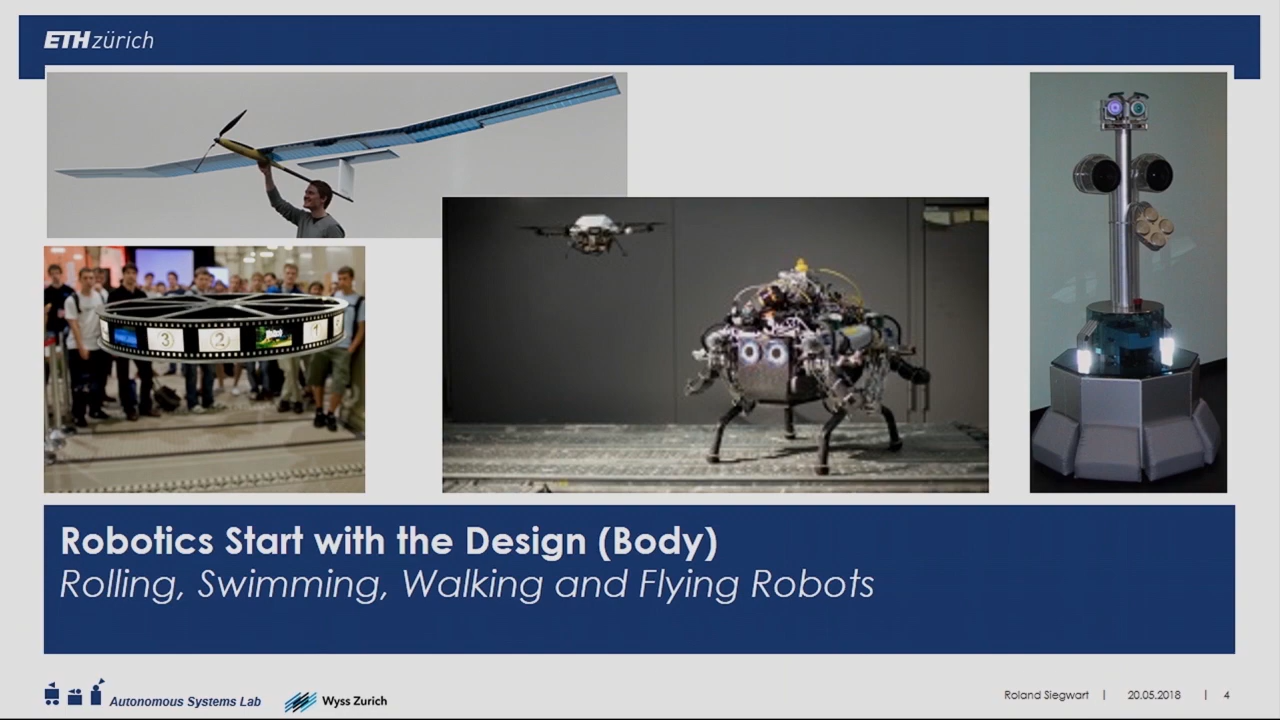 ETH zürich
3
2
1
Robotics Start with the Design (Body)
Rolling, Swimming, Walking and Flying Robots
Autonomous Systems Lab
Wyss Zurich
Roland Siegwart | 20.05.2018 | 4